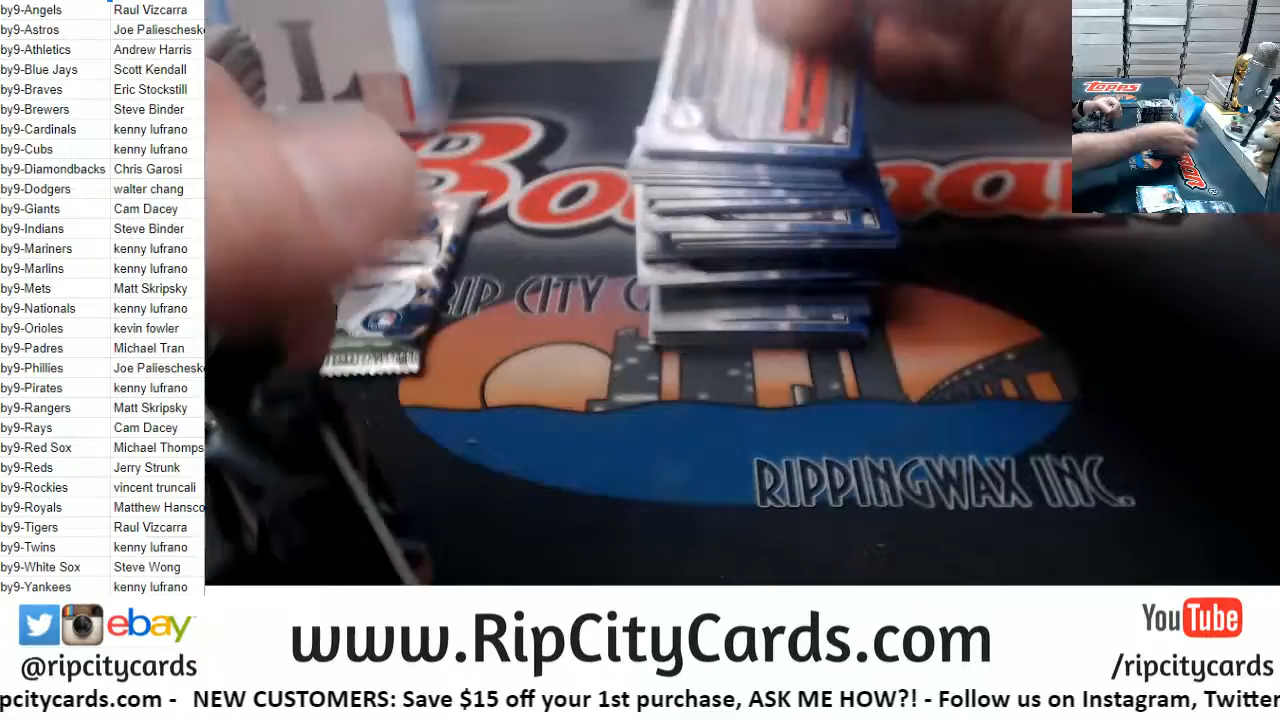 by9-Angels Raul Vizcarra
by9-Astros Joe Paliescheske
by9-Athletics Andrew Harris
by9-Blue Jays Scott Kendall
by9-Braves Eric Stockstill
by9-Brewers Steve Binder
by9-Cardinals kenny lufrano
by9-Cubs kenny lufrano
by9-Diamondbacks Chris Garosi
by9-Dodgers walter chang
by9-Giants Cam Dacey
by9-Indians Steve Binder
by9-Mariners kenny lufrano
by9-Marlins kenny lufrano
by9-Mets Matt Skripsky
by9-Nationals kenny lufrano
by9-Orioles kevin fowler
by9-Padres Michael Tran
by9-Phillies Joe Paliescheske
by9-Pirates kenny lufrano
by9-Rangers Matt Skripsky
by9-Rays Cam Dacey
by9-Red Sox Michael Thomps
by9-Reds Jerry Strunk
by9-Rockies vincent truncali
by9-Royals Matthew Hansco
by9-Tigers Raul Vizcarra
by9-Twins kenny lufrano
by9-White Sox Steve Wong
by9-Yankees kenny lufrano
TOPPS
RIP CITY C
RIPPINGWAX INC.
ebay
@ripcitycards
www.RipCityCards.com
YouTube
/ripcitycards
pcitycards.com - NEW CUSTOMERS: Save $15 off your 1st purchase, ASK ME HOW?! - Follow us on Instagram, Twitter